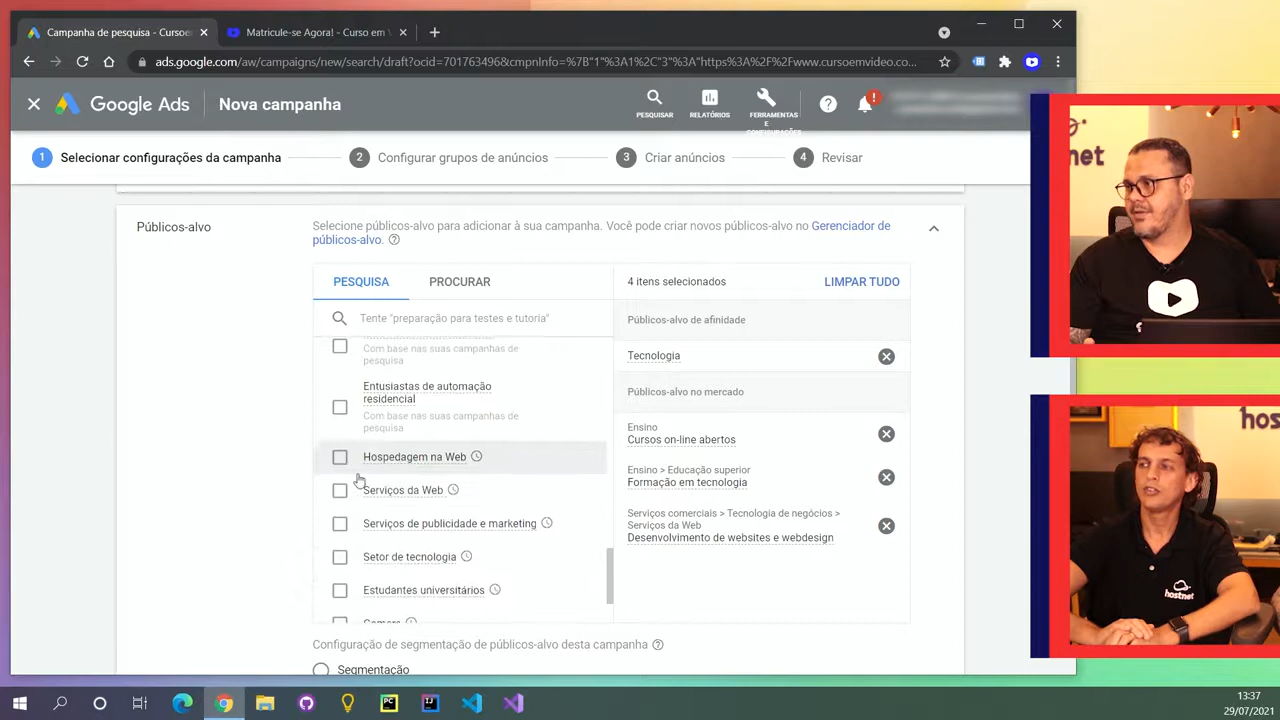 Campanha de pesquisa - Cursoe
Matricule-se Agora! - Curso em V
ads.google.com/aw/campaigns/new/search/draft?ocid=701763496&cmpnInfo=%7B"1"%3A1%2C"3"%3A"https%3A%2F%2Fwww.cursoemvideo.co...
Google Ads
Nova campanha
PESQUISAR
RELATÓRIOS
FERRAMENTAS
E
CONFIGURAÇÕES
1 Selecionar configurações da campanha
2 Configurar grupos de anúncios
3 Criar anúncios
4 Revisar
Públicos-alvo
Selecione públicos-alvo para adicionar à sua campanha. Você pode criar novos públicos-alvo no Gerenciador de
públicos-alvo.
PESQUISA
PROCURAR
4 itens selecionados
LIMPAR TUDO
Tente "preparação para testes e tutoria"
Com base nas suas campanhas de
pesquisa
Entusiastas de automação
residencial
Com base nas suas campanhas de
pesquisa
Hospedagem na Web
Serviços da Web
Serviços de publicidade e marketing
Setor de tecnologia
Estudantes universitários
Públicos-alvo de afinidade
Tecnologia
Públicos-alvo no mercado
Ensino
Cursos on-line abertos
Ensino > Educação superior
Formação em tecnologia
Serviços comerciais > Tecnologia de negócios >
Serviços da Web
Desenvolvimento de websites e webdesign
Configuração de segmentação de públicos-alvo desta campanha
Segmentação
stnet
host
hostnet
13:37
29/07/2021